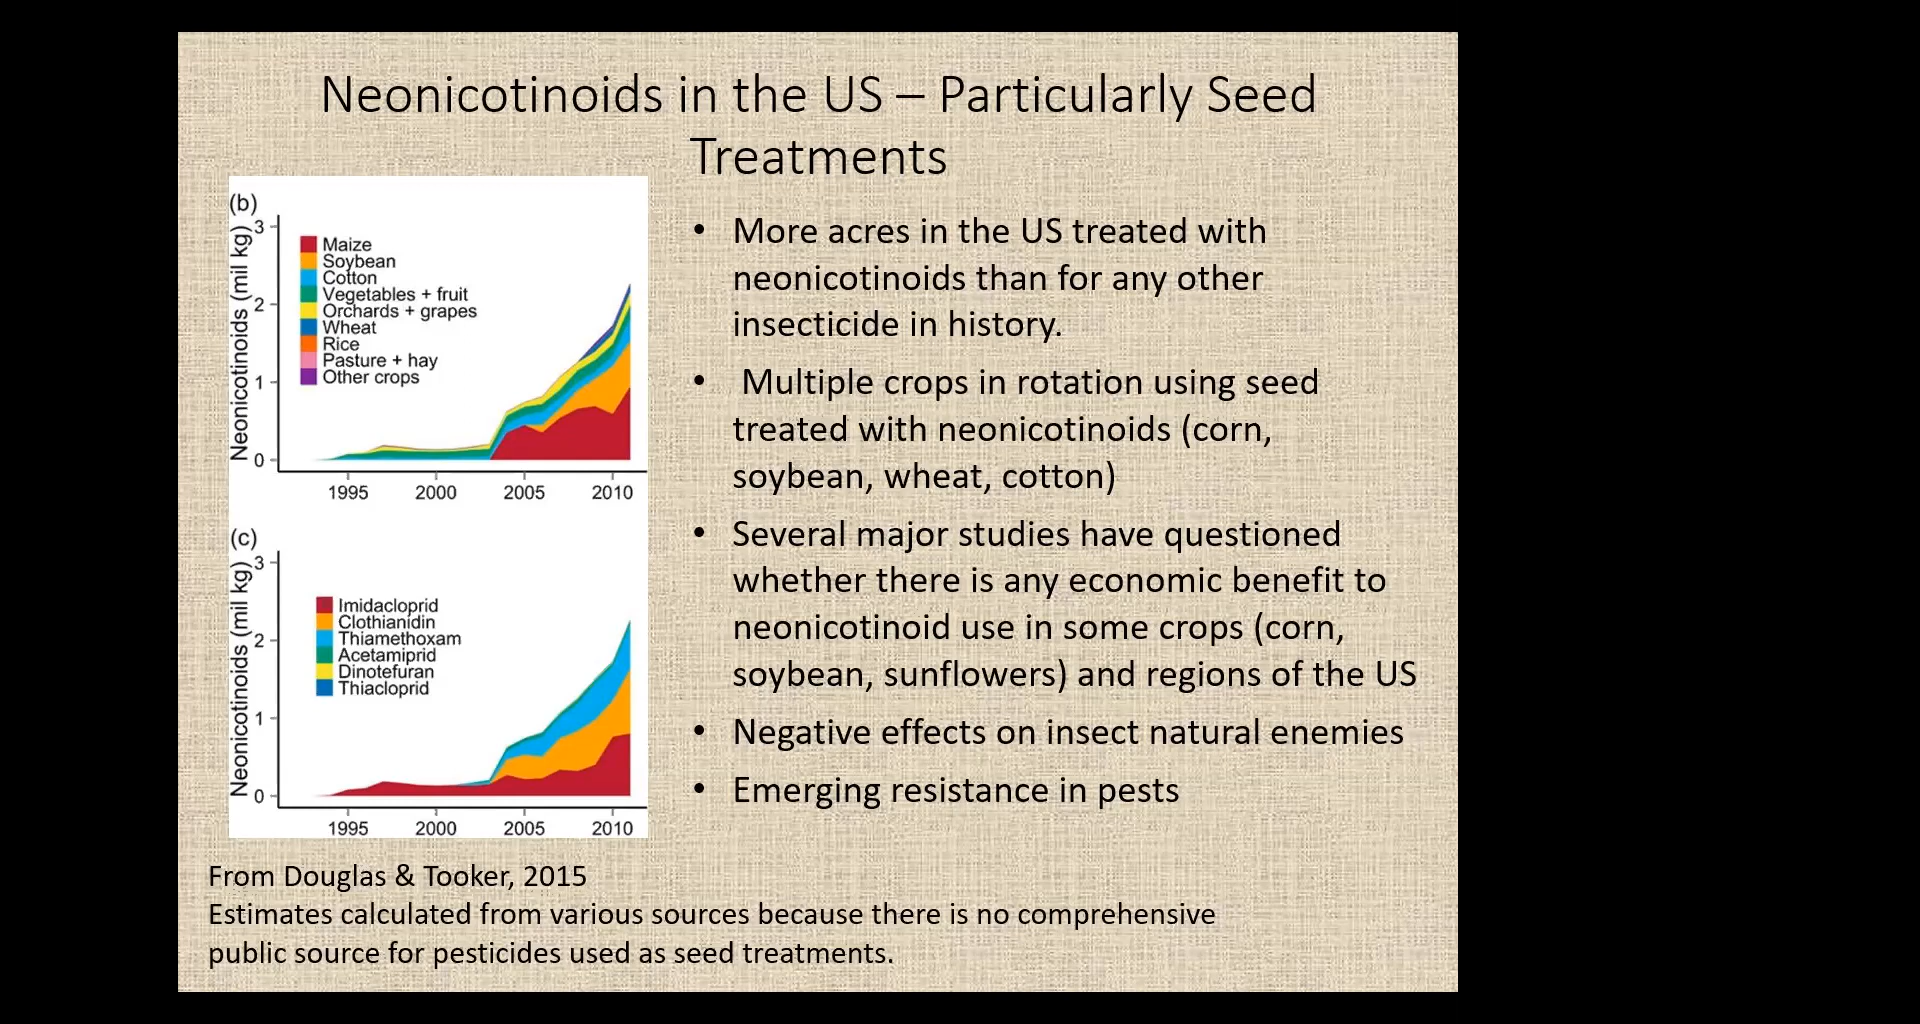 Neonicotinoids in the US – Particularly Seed
Treatments
(b)
Neonicotinoids (mil kg)
3
2
1
0
Maize
Soybean
Cotton
Vegetables + fruit
Orchards + grapes
Wheat
Rice
Pasture + hay
Other crops
1995 2000 2005 2010
(c)
Neonicotinoids (mil kg)
3
2
1
0
Imidacloprid
Clothianidin
Thiamethoxam
Acetamiprid
Dinotefuran
Thiacloprid
1995 2000 2005 2010
• More acres in the US treated with
neonicotinoids than for any other
insecticide in history.
• Multiple crops in rotation using seed
treated with neonicotinoids (corn,
soybean, wheat, cotton)
• Several major studies have questioned
whether there is any economic benefit to
neonicotinoid use in some crops (corn,
soybean, sunflowers) and regions of the US
• Negative effects on insect natural enemies
• Emerging resistance in pests
From Douglas & Tooker, 2015
Estimates calculated from various sources because there is no comprehensive
public source for pesticides used as seed treatments.